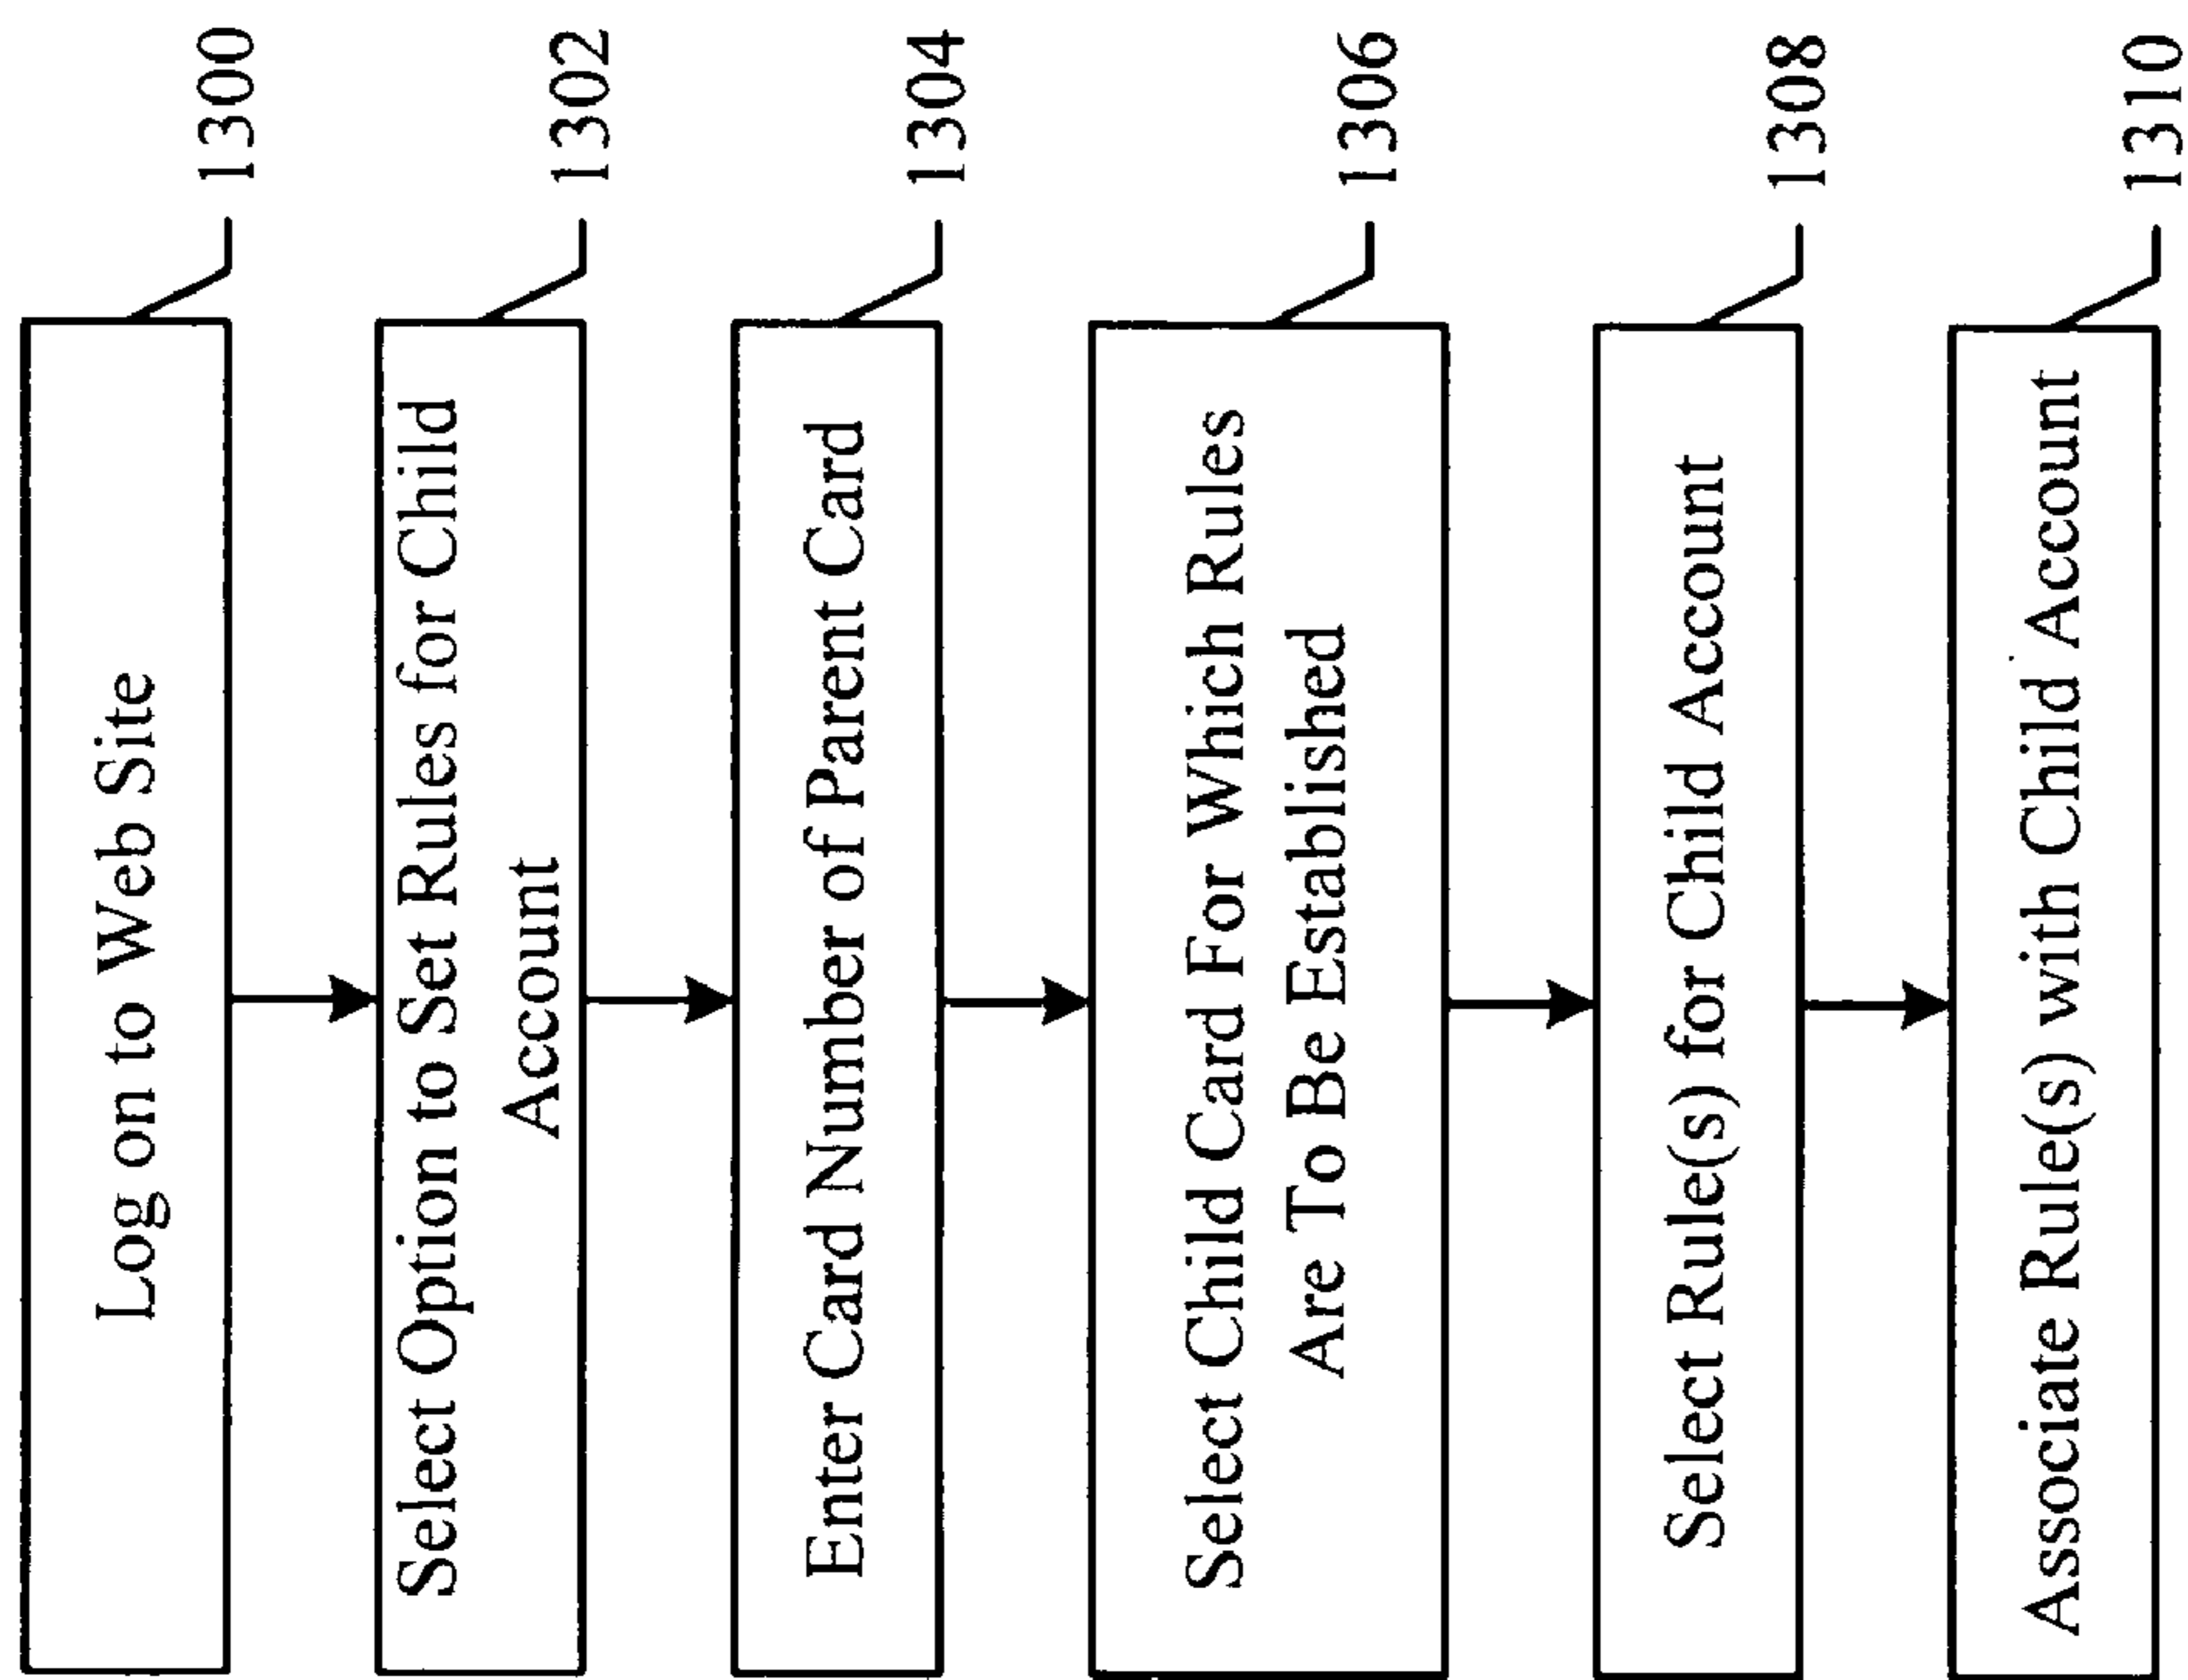 Log on to Web Site
1300
Select Option to Set Rules for Child
Account
1302
Enter Card Number of Parent Card
1304
Select Child Card For Which Rules
Are To Be Established
1306
Select Rule(s) for Child Account
1308
Associate Rule(s) with Child Account
1310